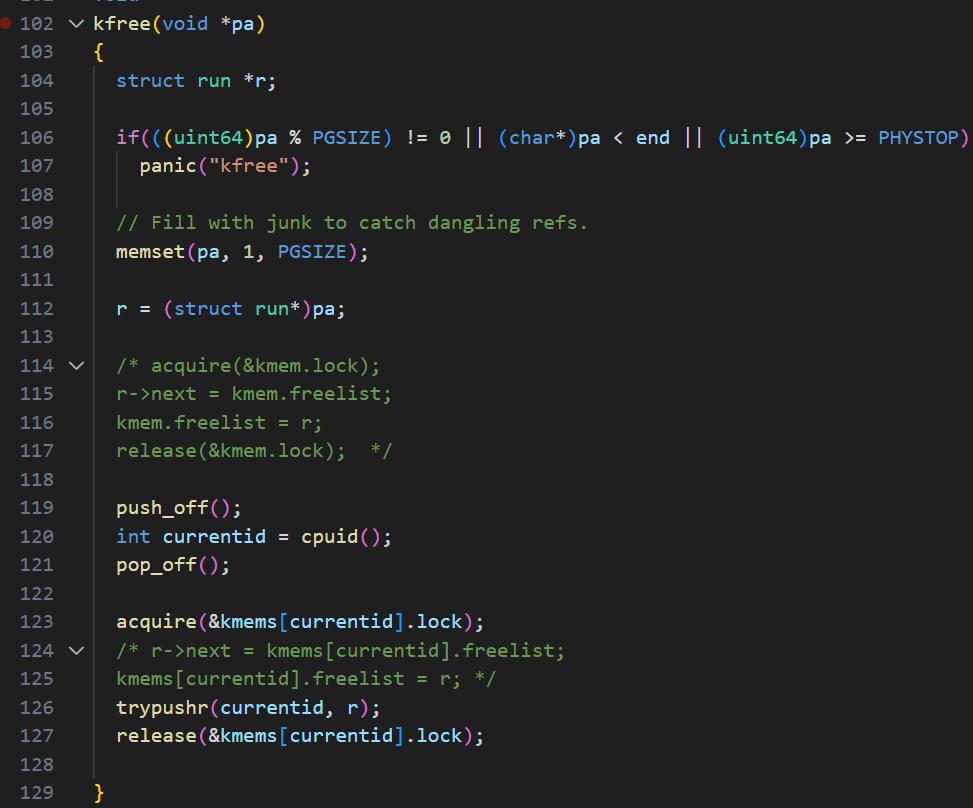 102 kfree(void *pa)
103 {
104   struct run *r;
105
106   if(((uint64)pa % PGSIZE) != 0 || (char*)pa < end || (uint64)pa >= PHYSTOP)
107     panic("kfree");
108
109   // Fill with junk to catch dangling refs.
110   memset(pa, 1, PGSIZE);
111
112   r = (struct run*)pa;
113
114   /* acquire(&kmem.lock);
115   r->next = kmem.freelist;
116   kmem.freelist = r;
117   release(&kmem.lock);  */
118
119   push_off();
120   int currentid = cpuid();
121   pop_off();
122
123   acquire(&kmems[currentid].lock);
124   /* r->next = kmems[currentid].freelist;
125   kmems[currentid].freelist = r; */
126   trypushr(currentid, r);
127   release(&kmems[currentid].lock);
128
129 }